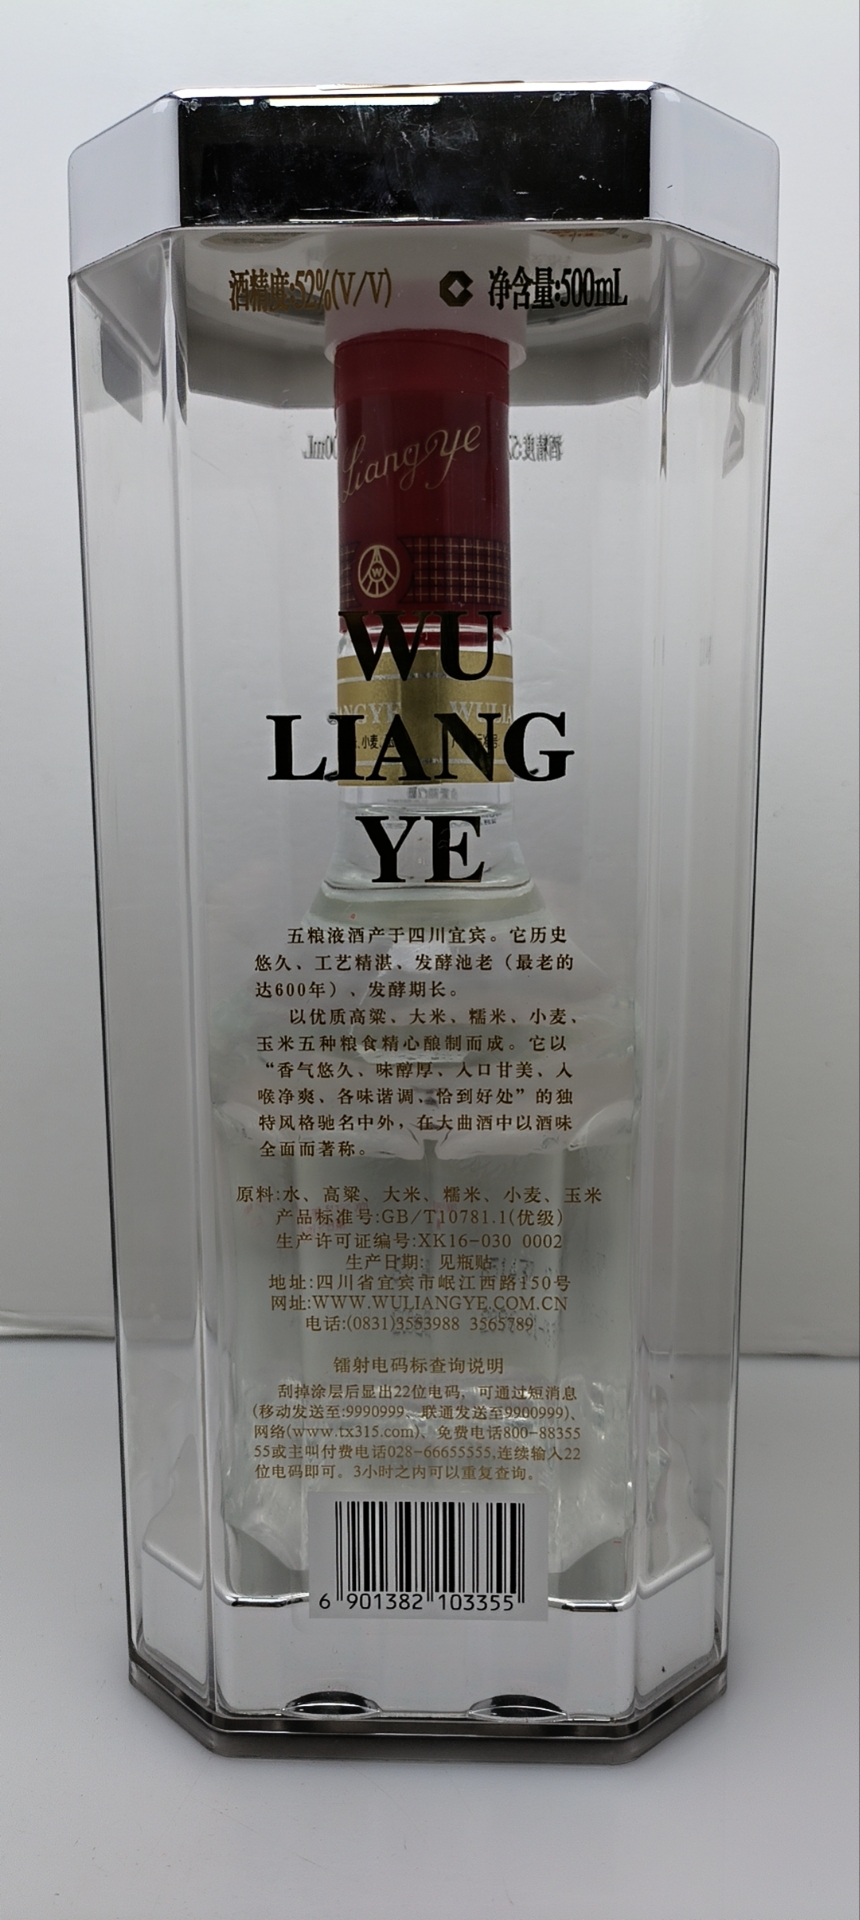 酒精度:52%(V/V) 净含量:500mL
Liangye
W
WU
LIANG
YE
五粮液酒产于四川宜宾。它历史
悠久、工艺精湛、发酵池老（最老的
达600年）、发酵期长。
以优质高粱、大米、糯米、小麦、
玉米五种粮食精心酿制而成。它以
“香气悠久、味醇厚、入口甘美、入
喉净爽、各味谐调、恰到好处”的独
特风格驰名中外，在大曲酒中以酒味
全面而著称。
原料:水、高粱、大米、糯米、小麦、玉米
产品标准号:GB/T10781.1(优级)
生产许可证编号:XK16-030 0002
生产日期: 见瓶贴
地址:四川省宜宾市岷江西路150号
网址:WWW.WULIANGYE.COM.CN
电话:(0831)3553988 3565789
镭射电码标查询说明
刮掉涂层后显出22位电码，可通过短消息
(移动发送至:9990999、联通发送至9900999)、
网络(www.tx315.com)、免费电话800-88355
55或主叫付费电话028-66655555,连续输入22
位电码即可。3小时之内可以重复查询。
6 901382 103355